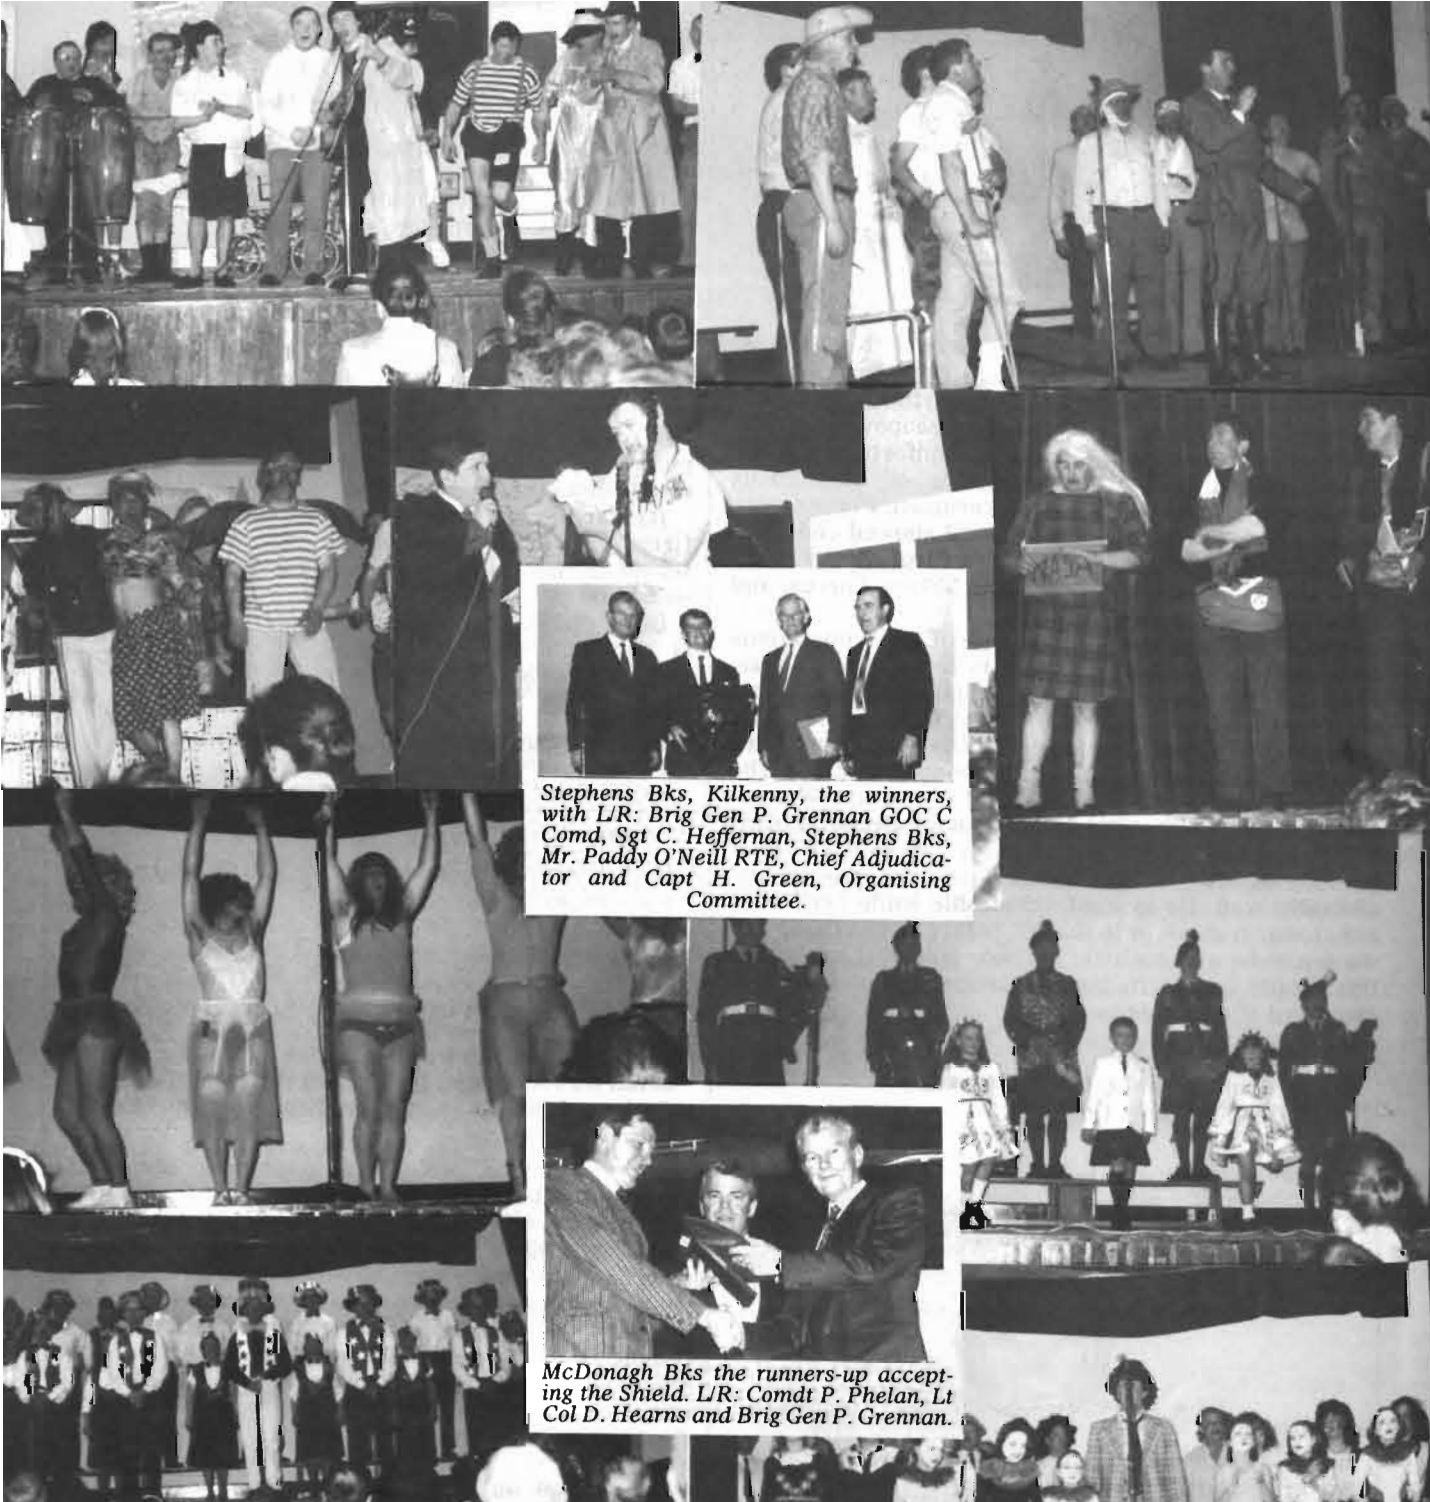 Stephens Bks, Kilkenny, the winners,
with L/R: Brig Gen P. Grennan GOC C
Comd, Sgt C. Heffernan, Stephens Bks,
Mr. Paddy O'Neill RTE, Chief Adjudica-
tor and Capt H. Green, Organising
Committee.
McDonagh Bks the runners-up accept-
ing the Shield. L/R: Comdt P. Phelan, Lt
Col D. Hearns and Brig Gen P. Grennan.